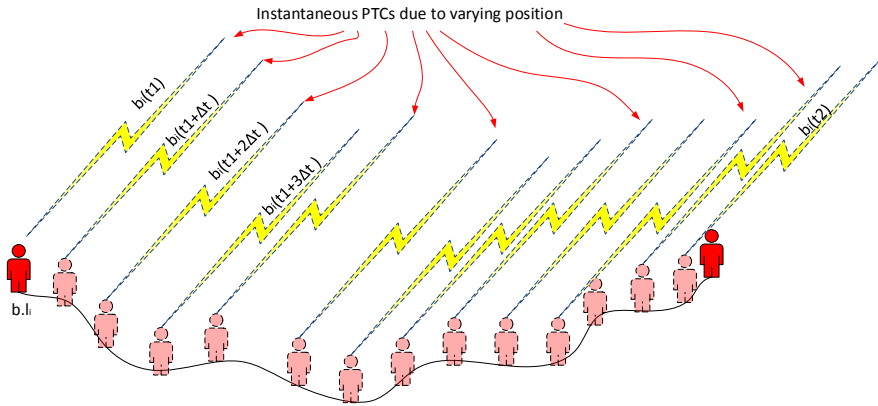 Instantaneous PTCs due to varying position
bᵢ(t1)
bᵢ(t1+Δt )
bᵢ(t1+2Δt )
bᵢ(t1+3Δt )
bᵢ(t2)
b.lᵢ